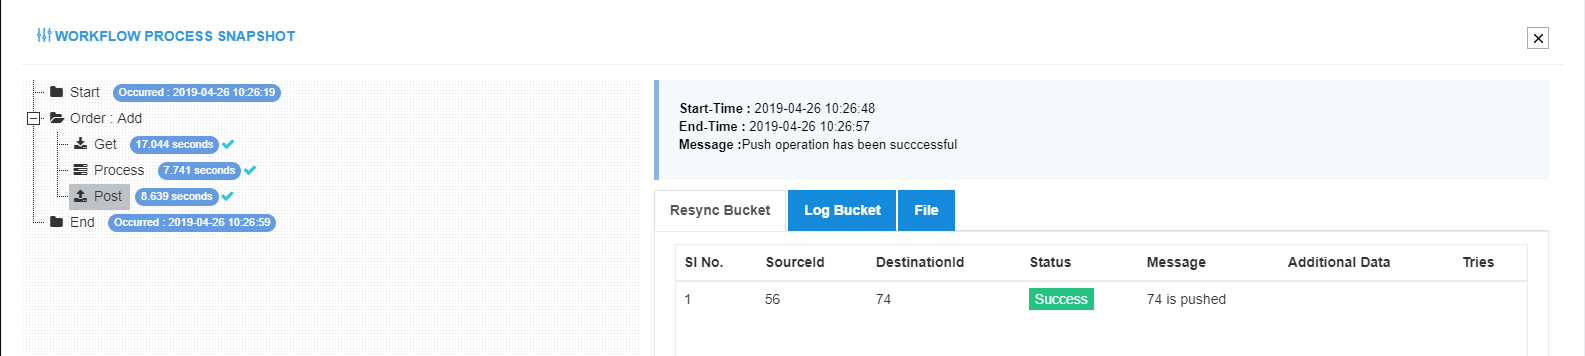 WORKFLOW PROCESS SNAPSHOT
Start Occurred : 2019-04-26 10:26:19
Order : Add
Get 17.044 seconds
Process 7.741 seconds
Post 8.639 seconds
End Occurred : 2019-04-26 10:26:59
Start-Time : 2019-04-26 10:26:48
End-Time : 2019-04-26 10:26:57
Message :Push operation has been succcessful
Resync Bucket Log Bucket File
Sl No. SourceId DestinationId Status Message Additional Data Tries
1 56 74 Success 74 is pushed